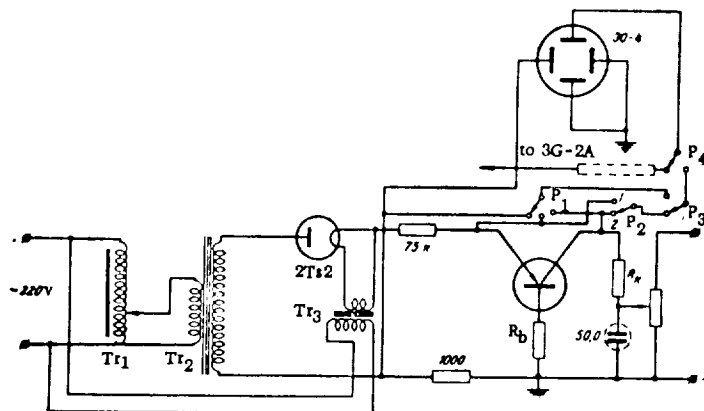 30-4
to 3G-2A
P4
P1
1
P3
P2
2
75 к
2Ts2
~220V
Tr3
Rк
Rb
50,0
Tr1
Tr2
1000